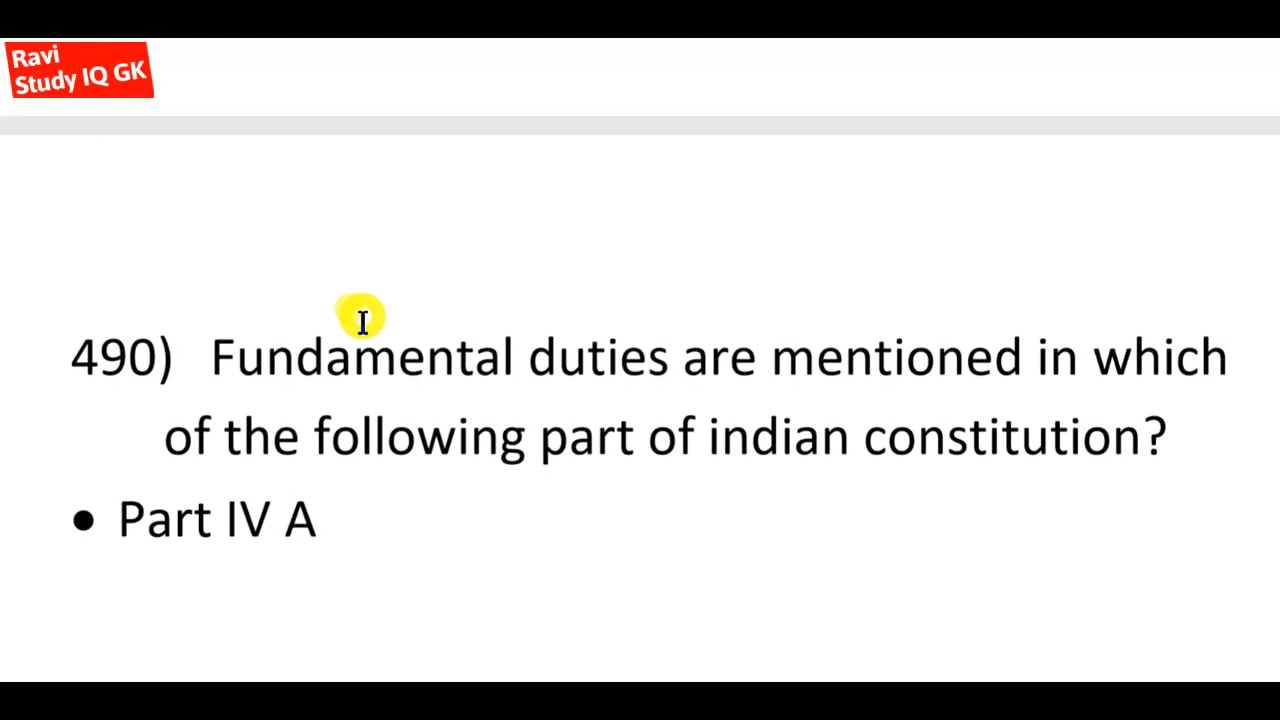 Ravi
Study IQ GK
490) Fundamental duties are mentioned in which
of the following part of indian constitution?
• Part IV A